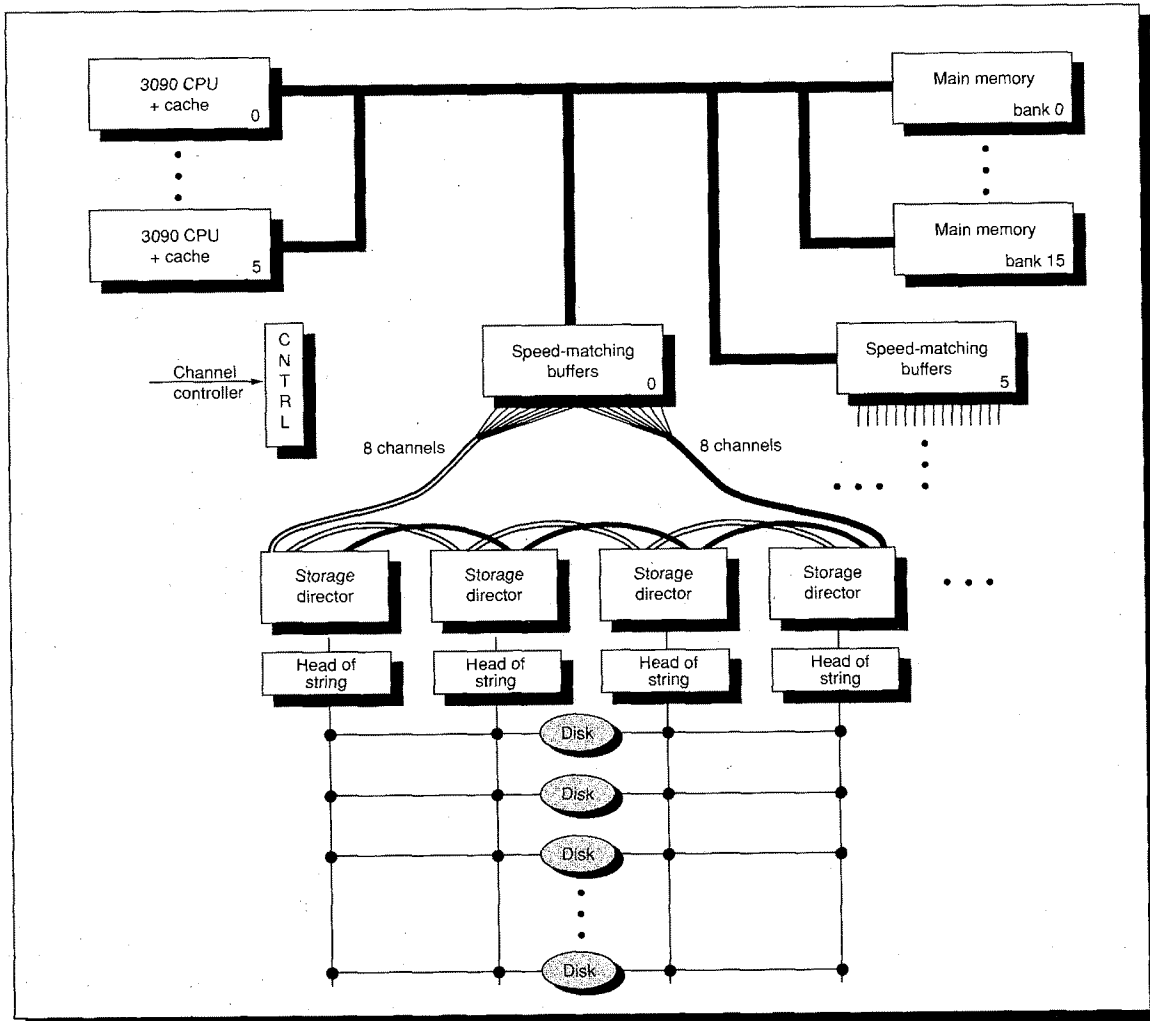 3090 CPU
+ cache
0
Main memory
bank 0
3090 CPU
+ cache
5
Main memory
bank 15
C
N
T
R
L
Channel
controller
Speed-matching
buffers
0
Speed-matching
buffers
5
8 channels
8 channels
Storage
director
Storage
director
Storage
director
Storage
director
Head of
string
Head of
string
Head of
string
Head of
string
Disk
Disk
Disk
Disk